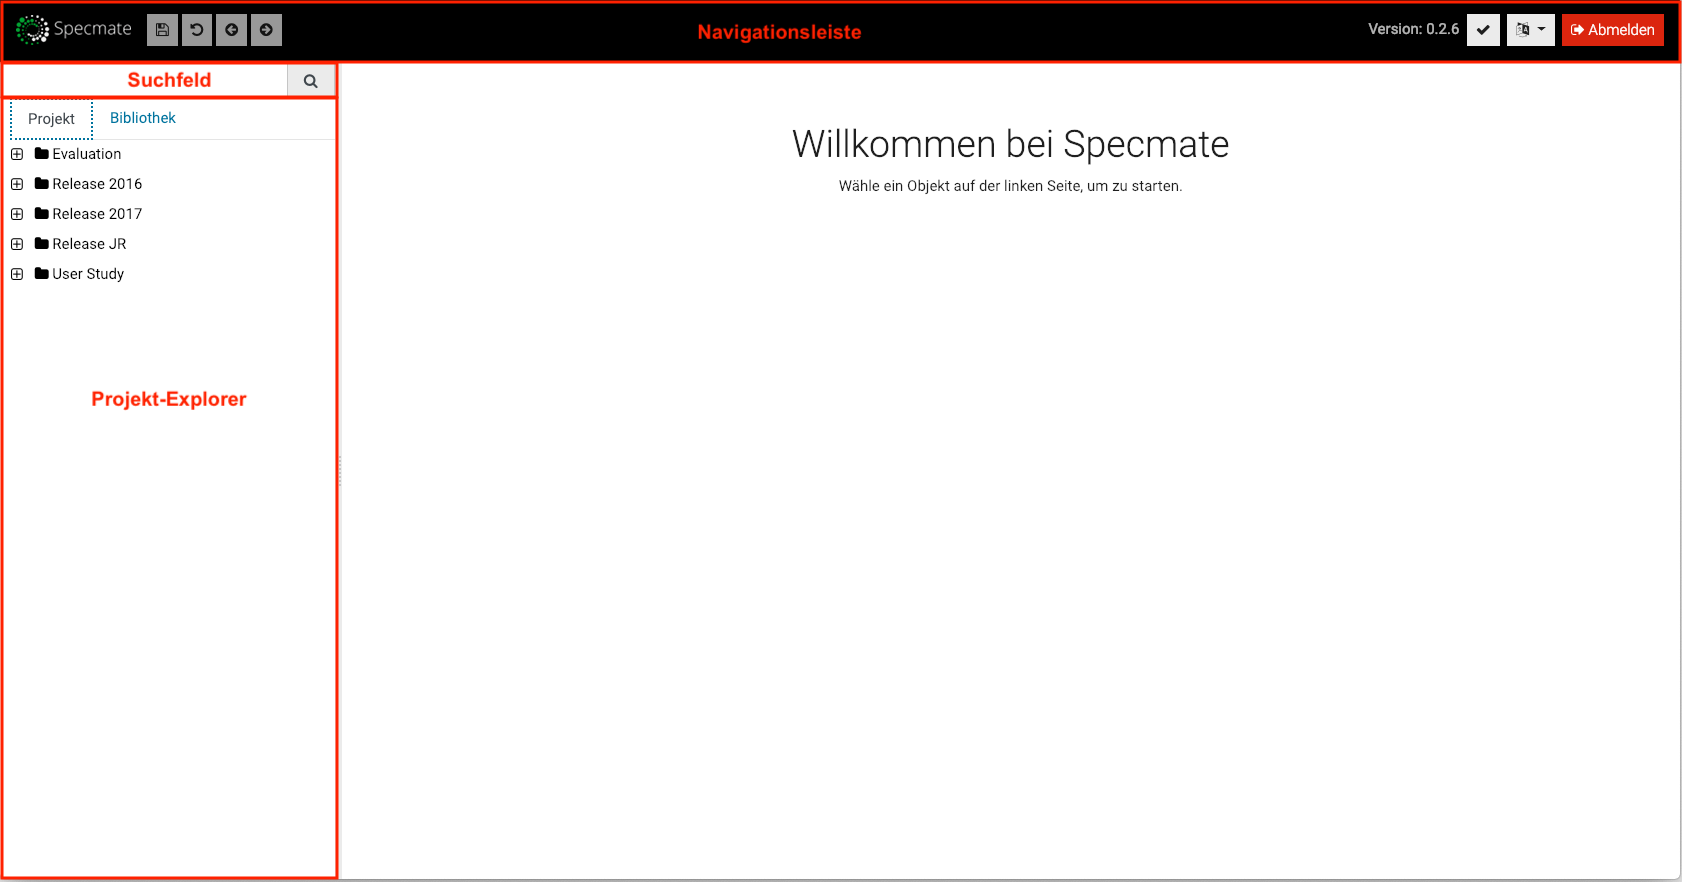 Specmate
Navigationsleiste
Version: 0.2.6
Abmelden
Suchfeld
Projekt
Bibliothek
Evaluation
Release 2016
Release 2017
Release JR
User Study
Projekt-Explorer
Willkommen bei Specmate
Wähle ein Objekt auf der linken Seite, um zu starten.